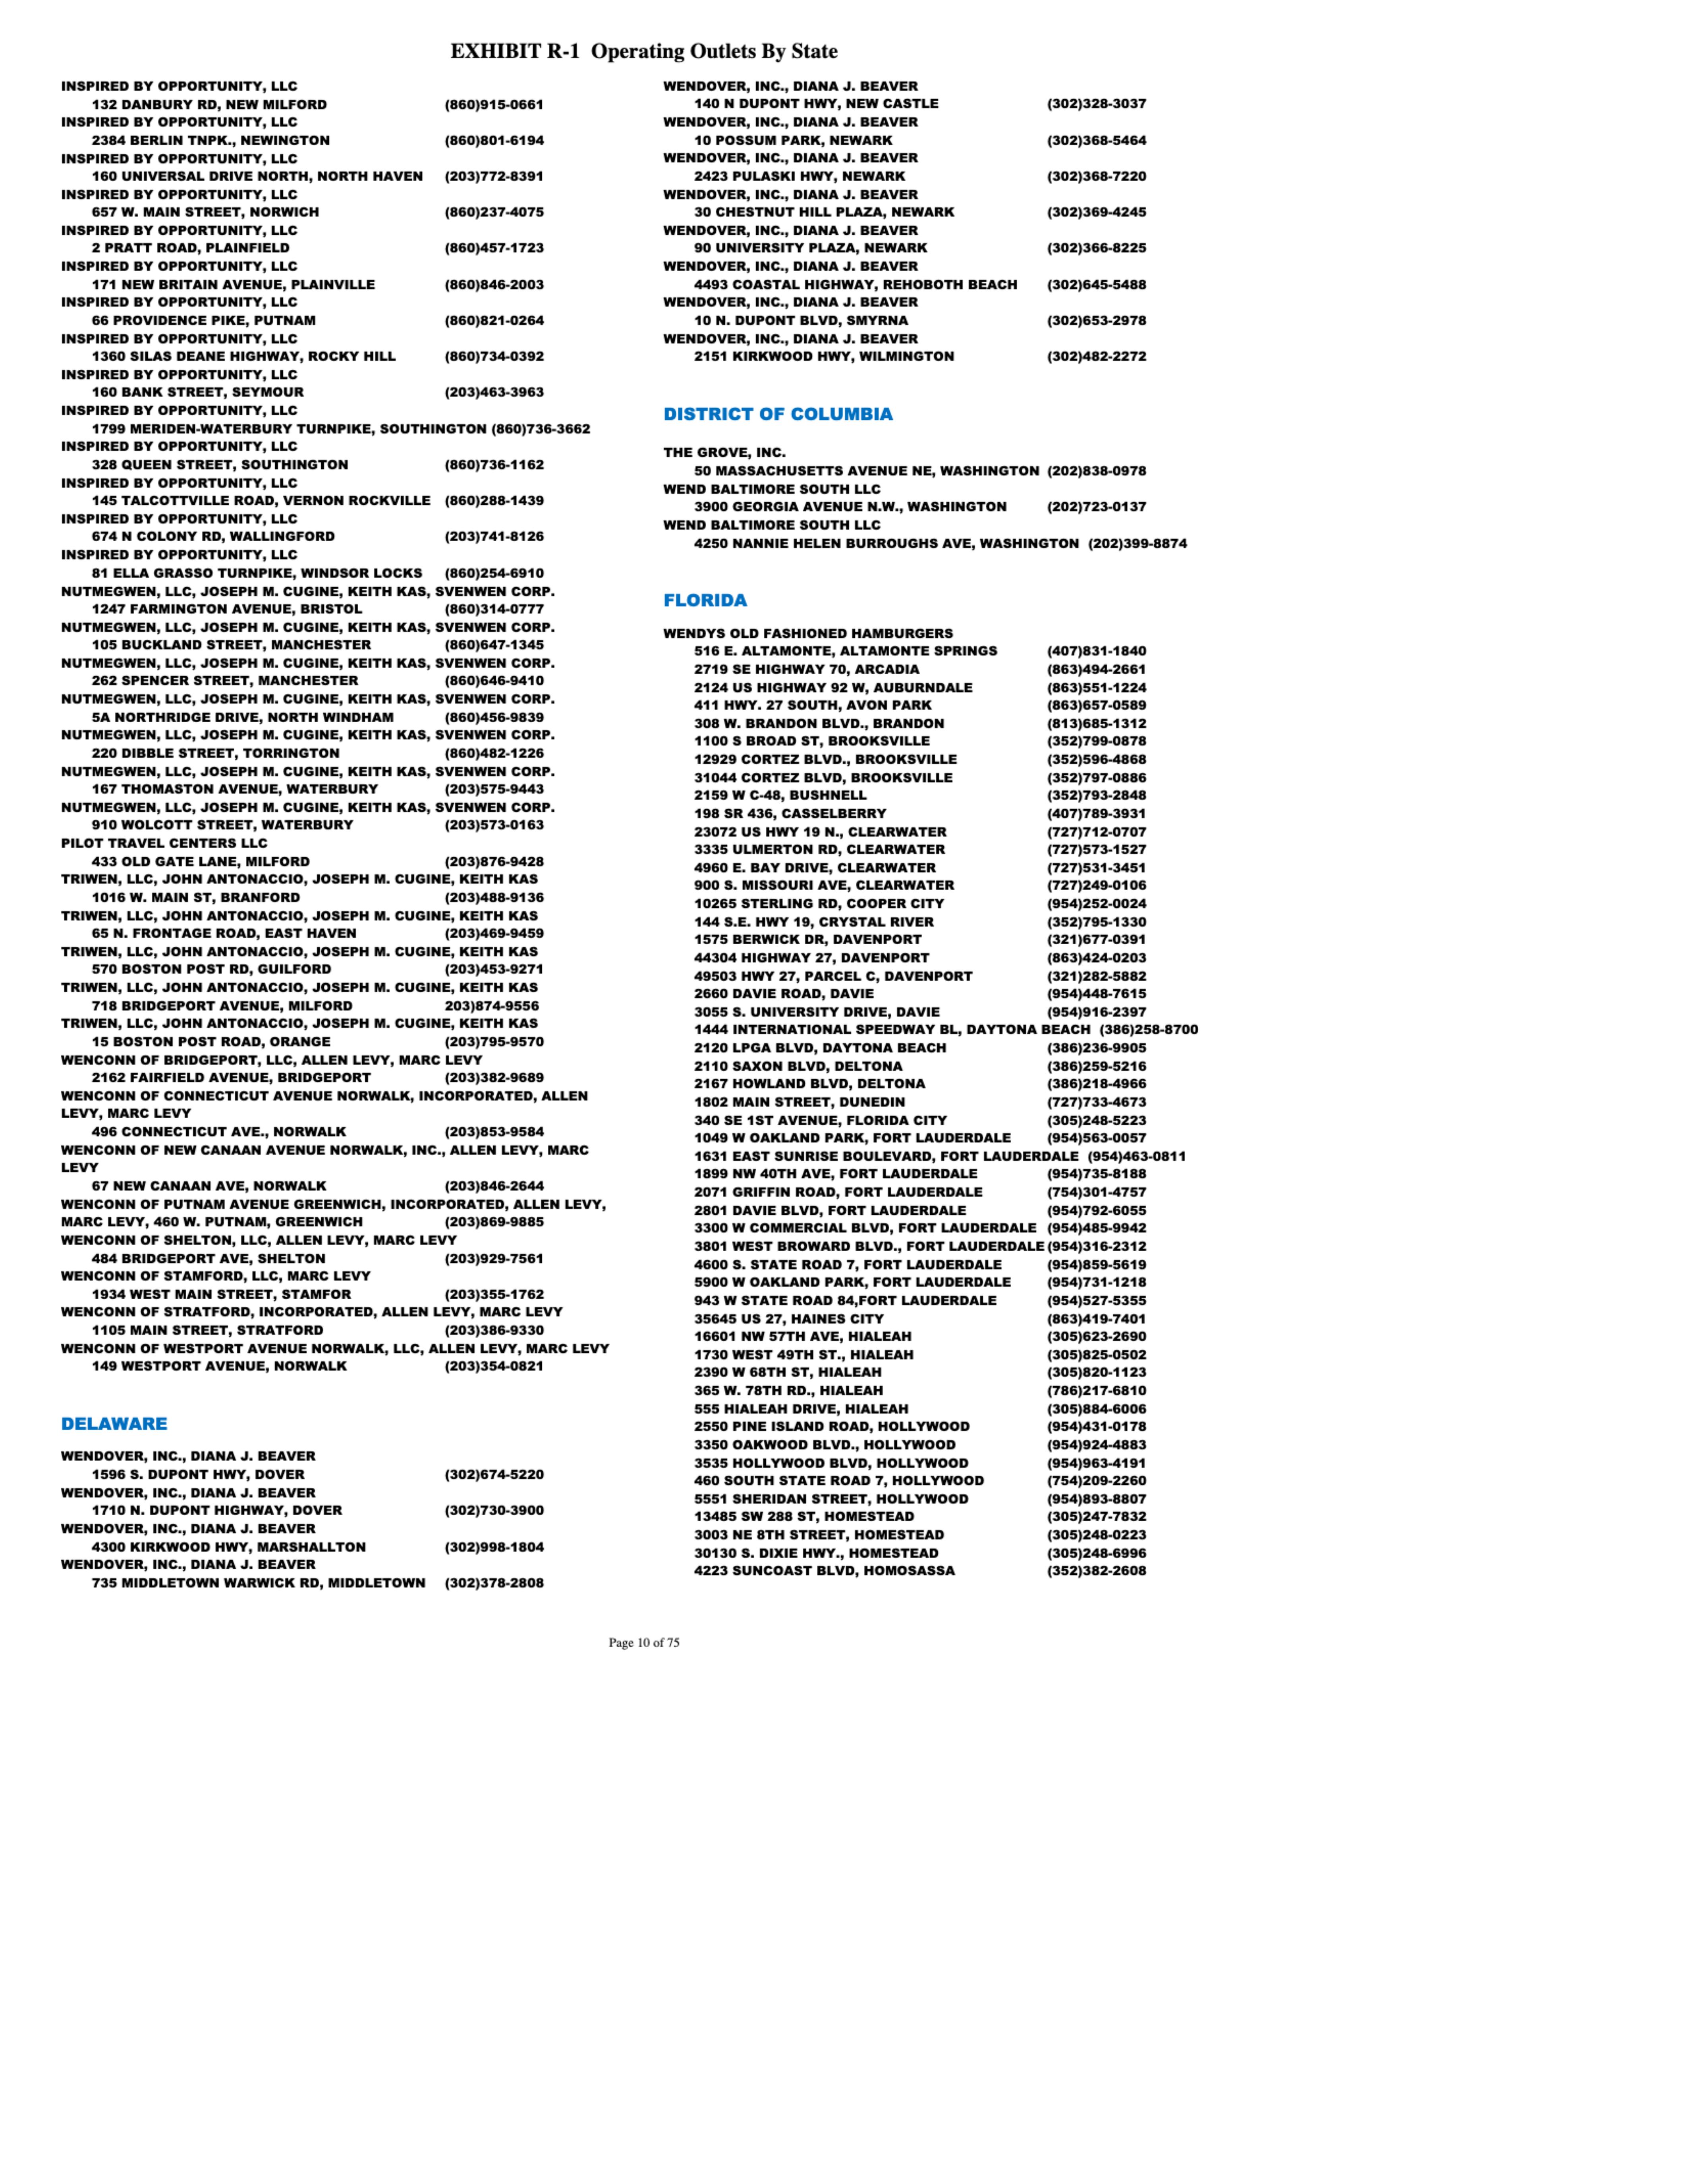 EXHIBIT R-1 Operating Outlets By State
INSPIRED BY OPPORTUNITY, LLC
132 DANBURY RD, NEW MILFORD (860)915-0661
INSPIRED BY OPPORTUNITY, LLC
2384 BERLIN TNPK., NEWINGTON (860)801-6194
INSPIRED BY OPPORTUNITY, LLC
160 UNIVERSAL DRIVE NORTH, NORTH HAVEN (203)772-8391
INSPIRED BY OPPORTUNITY, LLC
657 W. MAIN STREET, NORWICH (860)237-4075
INSPIRED BY OPPORTUNITY, LLC
2 PRATT ROAD, PLAINFIELD (860)457-1723
INSPIRED BY OPPORTUNITY, LLC
171 NEW BRITAIN AVENUE, PLAINVILLE (860)846-2003
INSPIRED BY OPPORTUNITY, LLC
66 PROVIDENCE PIKE, PUTNAM (860)821-0264
INSPIRED BY OPPORTUNITY, LLC
1360 SILAS DEANE HIGHWAY, ROCKY HILL (860)734-0392
INSPIRED BY OPPORTUNITY, LLC
160 BANK STREET, SEYMOUR (203)463-3963
INSPIRED BY OPPORTUNITY, LLC
1799 MERIDEN-WATERBURY TURNPIKE, SOUTHINGTON (860)736-3662
INSPIRED BY OPPORTUNITY, LLC
328 QUEEN STREET, SOUTHINGTON (860)736-1162
INSPIRED BY OPPORTUNITY, LLC
145 TALCOTTVILLE ROAD, VERNON ROCKVILLE (860)288-1439
INSPIRED BY OPPORTUNITY, LLC
674 N COLONY RD, WALLINGFORD (203)741-8126
INSPIRED BY OPPORTUNITY, LLC
81 ELLA GRASSO TURNPIKE, WINDSOR LOCKS (860)254-6910
NUTMEGWEN, LLC, JOSEPH M. CUGINE, KEITH KAS, SVENWEN CORP.
1247 FARMINGTON AVENUE, BRISTOL (860)314-0777
NUTMEGWEN, LLC, JOSEPH M. CUGINE, KEITH KAS, SVENWEN CORP.
105 BUCKLAND STREET, MANCHESTER (860)647-1345
NUTMEGWEN, LLC, JOSEPH M. CUGINE, KEITH KAS, SVENWEN CORP.
262 SPENCER STREET, MANCHESTER (860)646-9410
NUTMEGWEN, LLC, JOSEPH M. CUGINE, KEITH KAS, SVENWEN CORP.
5A NORTHRIDGE DRIVE, NORTH WINDHAM (860)456-9839
NUTMEGWEN, LLC, JOSEPH M. CUGINE, KEITH KAS, SVENWEN CORP.
220 DIBBLE STREET, TORRINGTON (860)482-1226
NUTMEGWEN, LLC, JOSEPH M. CUGINE, KEITH KAS, SVENWEN CORP.
167 THOMASTON AVENUE, WATERBURY (203)575-9443
NUTMEGWEN, LLC, JOSEPH M. CUGINE, KEITH KAS, SVENWEN CORP.
910 WOLCOTT STREET, WATERBURY (203)573-0163
PILOT TRAVEL CENTERS LLC
433 OLD GATE LANE, MILFORD (203)876-9428
TRIWEN, LLC, JOHN ANTONACCIO, JOSEPH M. CUGINE, KEITH KAS
1016 W. MAIN ST, BRANFORD (203)488-9136
TRIWEN, LLC, JOHN ANTONACCIO, JOSEPH M. CUGINE, KEITH KAS
65 N. FRONTAGE ROAD, EAST HAVEN (203)469-9459
TRIWEN, LLC, JOHN ANTONACCIO, JOSEPH M. CUGINE, KEITH KAS
570 BOSTON POST RD, GUILFORD (203)453-9271
TRIWEN, LLC, JOHN ANTONACCIO, JOSEPH M. CUGINE, KEITH KAS
718 BRIDGEPORT AVENUE, MILFORD 203)874-9556
TRIWEN, LLC, JOHN ANTONACCIO, JOSEPH M. CUGINE, KEITH KAS
15 BOSTON POST ROAD, ORANGE (203)795-9570
WENCONN OF BRIDGEPORT, LLC, ALLEN LEVY, MARC LEVY
2162 FAIRFIELD AVENUE, BRIDGEPORT (203)382-9689
WENCONN OF CONNECTICUT AVENUE NORWALK, INCORPORATED, ALLEN
LEVY, MARC LEVY
496 CONNECTICUT AVE., NORWALK (203)853-9584
WENCONN OF NEW CANAAN AVENUE NORWALK, INC., ALLEN LEVY, MARC
LEVY
67 NEW CANAAN AVE, NORWALK (203)846-2644
WENCONN OF PUTNAM AVENUE GREENWICH, INCORPORATED, ALLEN LEVY,
MARC LEVY, 460 W. PUTNAM, GREENWICH (203)869-9885
WENCONN OF SHELTON, LLC, ALLEN LEVY, MARC LEVY
484 BRIDGEPORT AVE, SHELTON (203)929-7561
WENCONN OF STAMFORD, LLC, MARC LEVY
1934 WEST MAIN STREET, STAMFOR (203)355-1762
WENCONN OF STRATFORD, INCORPORATED, ALLEN LEVY, MARC LEVY
1105 MAIN STREET, STRATFORD (203)386-9330
WENCONN OF WESTPORT AVENUE NORWALK, LLC, ALLEN LEVY, MARC LEVY
149 WESTPORT AVENUE, NORWALK (203)354-0821
DELAWARE
WENDOVER, INC., DIANA J. BEAVER
1596 S. DUPONT HWY, DOVER (302)674-5220
WENDOVER, INC., DIANA J. BEAVER
1710 N. DUPONT HIGHWAY, DOVER (302)730-3900
WENDOVER, INC., DIANA J. BEAVER
4300 KIRKWOOD HWY, MARSHALLTON (302)998-1804
WENDOVER, INC., DIANA J. BEAVER
735 MIDDLETOWN WARWICK RD, MIDDLETOWN (302)378-2808
WENDOVER, INC., DIANA J. BEAVER
140 N DUPONT HWY, NEW CASTLE (302)328-3037
WENDOVER, INC., DIANA J. BEAVER
10 POSSUM PARK, NEWARK (302)368-5464
WENDOVER, INC., DIANA J. BEAVER
2423 PULASKI HWY, NEWARK (302)368-7220
WENDOVER, INC., DIANA J. BEAVER
30 CHESTNUT HILL PLAZA, NEWARK (302)369-4245
WENDOVER, INC., DIANA J. BEAVER
90 UNIVERSITY PLAZA, NEWARK (302)366-8225
WENDOVER, INC., DIANA J. BEAVER
4493 COASTAL HIGHWAY, REHOBOTH BEACH (302)645-5488
WENDOVER, INC., DIANA J. BEAVER
10 N. DUPONT BLVD, SMYRNA (302)653-2978
WENDOVER, INC., DIANA J. BEAVER
2151 KIRKWOOD HWY, WILMINGTON (302)482-2272
DISTRICT OF COLUMBIA
THE GROVE, INC.
50 MASSACHUSETTS AVENUE NE, WASHINGTON (202)838-0978
WEND BALTIMORE SOUTH LLC
3900 GEORGIA AVENUE N.W., WASHINGTON (202)723-0137
WEND BALTIMORE SOUTH LLC
4250 NANNIE HELEN BURROUGHS AVE, WASHINGTON (202)399-8874
FLORIDA
WENDYS OLD FASHIONED HAMBURGERS
516 E. ALTAMONTE, ALTAMONTE SPRINGS (407)831-1840
2719 SE HIGHWAY 70, ARCADIA (863)494-2661
2124 US HIGHWAY 92 W, AUBURNDALE (863)551-1224
411 HWY. 27 SOUTH, AVON PARK (863)657-0589
308 W. BRANDON BLVD., BRANDON (813)685-1312
1100 S BROAD ST, BROOKSVILLE (352)799-0878
12929 CORTEZ BLVD., BROOKSVILLE (352)596-4868
31044 CORTEZ BLVD, BROOKSVILLE (352)797-0886
2159 W C-48, BUSHNELL (352)793-2848
198 SR 436, CASSELBERRY (407)789-3931
23072 US HWY 19 N., CLEARWATER (727)712-0707
3335 ULMERTON RD, CLEARWATER (727)573-1527
4960 E. BAY DRIVE, CLEARWATER (727)531-3451
900 S. MISSOURI AVE, CLEARWATER (727)249-0106
10265 STERLING RD, COOPER CITY (954)252-0024
144 S.E. HWY 19, CRYSTAL RIVER (352)795-1330
1575 BERWICK DR, DAVENPORT (321)677-0391
44304 HIGHWAY 27, DAVENPORT (863)424-0203
49503 HWY 27, PARCEL C, DAVENPORT (321)282-5882
2660 DAVIE ROAD, DAVIE (954)448-7615
3055 S. UNIVERSITY DRIVE, DAVIE (954)916-2397
1444 INTERNATIONAL SPEEDWAY BL, DAYTONA BEACH (386)258-8700
2120 LPGA BLVD, DAYTONA BEACH (386)236-9905
2110 SAXON BLVD, DELTONA (386)259-5216
2167 HOWLAND BLVD, DELTONA (386)218-4966
1802 MAIN STREET, DUNEDIN (727)733-4673
340 SE 1ST AVENUE, FLORIDA CITY (305)248-5223
1049 W OAKLAND PARK, FORT LAUDERDALE (954)563-0057
1631 EAST SUNRISE BOULEVARD, FORT LAUDERDALE (954)463-0811
1899 NW 40TH AVE, FORT LAUDERDALE (954)735-8188
2071 GRIFFIN ROAD, FORT LAUDERDALE (754)301-4757
2801 DAVIE BLVD, FORT LAUDERDALE (954)792-6055
3300 W COMMERCIAL BLVD, FORT LAUDERDALE (954)485-9942
3801 WEST BROWARD BLVD., FORT LAUDERDALE (954)316-2312
4600 S. STATE ROAD 7, FORT LAUDERDALE (954)859-5619
5900 W OAKLAND PARK, FORT LAUDERDALE (954)731-1218
943 W STATE ROAD 84,FORT LAUDERDALE (954)527-5355
35645 US 27, HAINES CITY (863)419-7401
16601 NW 57TH AVE, HIALEAH (305)623-2690
1730 WEST 49TH ST., HIALEAH (305)825-0502
2390 W 68TH ST, HIALEAH (305)820-1123
365 W. 78TH RD., HIALEAH (786)217-6810
555 HIALEAH DRIVE, HIALEAH (305)884-6006
2550 PINE ISLAND ROAD, HOLLYWOOD (954)431-0178
3350 OAKWOOD BLVD., HOLLYWOOD (954)924-4883
3535 HOLLYWOOD BLVD, HOLLYWOOD (954)963-4191
460 SOUTH STATE ROAD 7, HOLLYWOOD (754)209-2260
5551 SHERIDAN STREET, HOLLYWOOD (954)893-8807
13485 SW 288 ST, HOMESTEAD (305)247-7832
3003 NE 8TH STREET, HOMESTEAD (305)248-0223
30130 S. DIXIE HWY., HOMESTEAD (305)248-6996
4223 SUNCOAST BLVD, HOMOSASSA (352)382-2608
Page 10 of 75